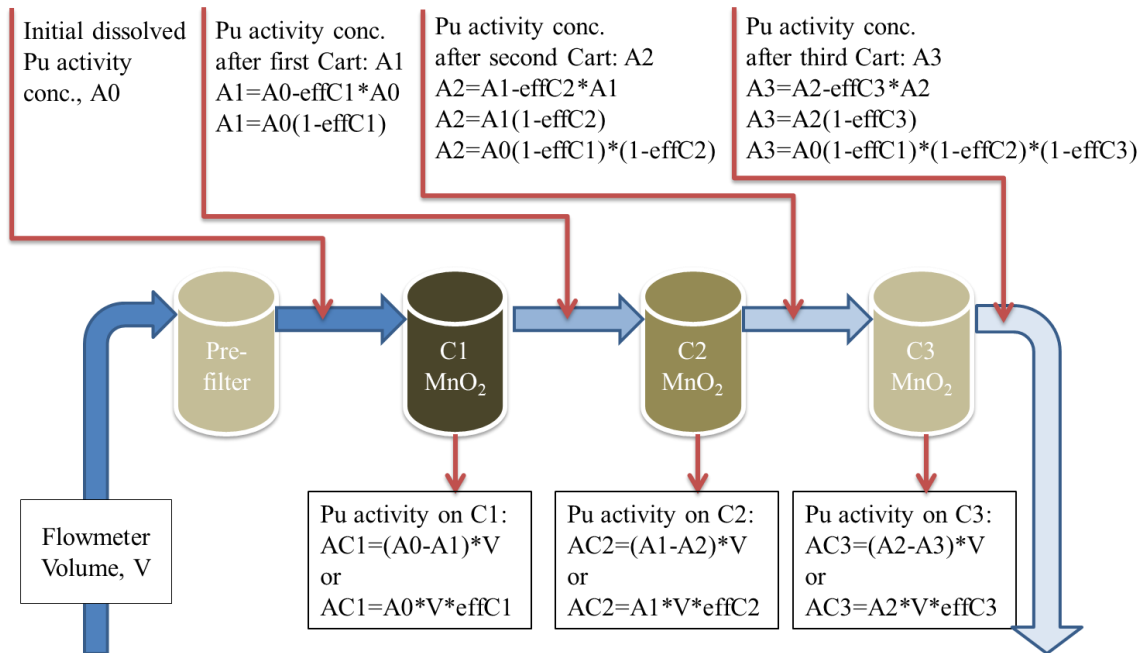 Initial dissolved
Pu activity
conc., A0
Pu activity conc.
after first Cart: A1
A1=A0-effC1*A0
A1=A0(1-effC1)
Pu activity conc.
after second Cart: A2
A2=A1-effC2*A1
A2=A1(1-effC2)
A2=A0(1-effC1)*(1-effC2)
Pu activity conc.
after third Cart: A3
A3=A2-effC3*A2
A3=A2(1-effC3)
A3=A0(1-effC1)*(1-effC2)*(1-effC3)
Pre-
filter
C1
MnO₂
C2
MnO₂
C3
MnO₂
Flowmeter
Volume, V
Pu activity on C1:
AC1=(A0-A1)*V
or
AC1=A0*V*effC1
Pu activity on C2:
AC2=(A1-A2)*V
or
AC2=A1*V*effC2
Pu activity on C3:
AC3=(A2-A3)*V
or
AC3=A2*V*effC3